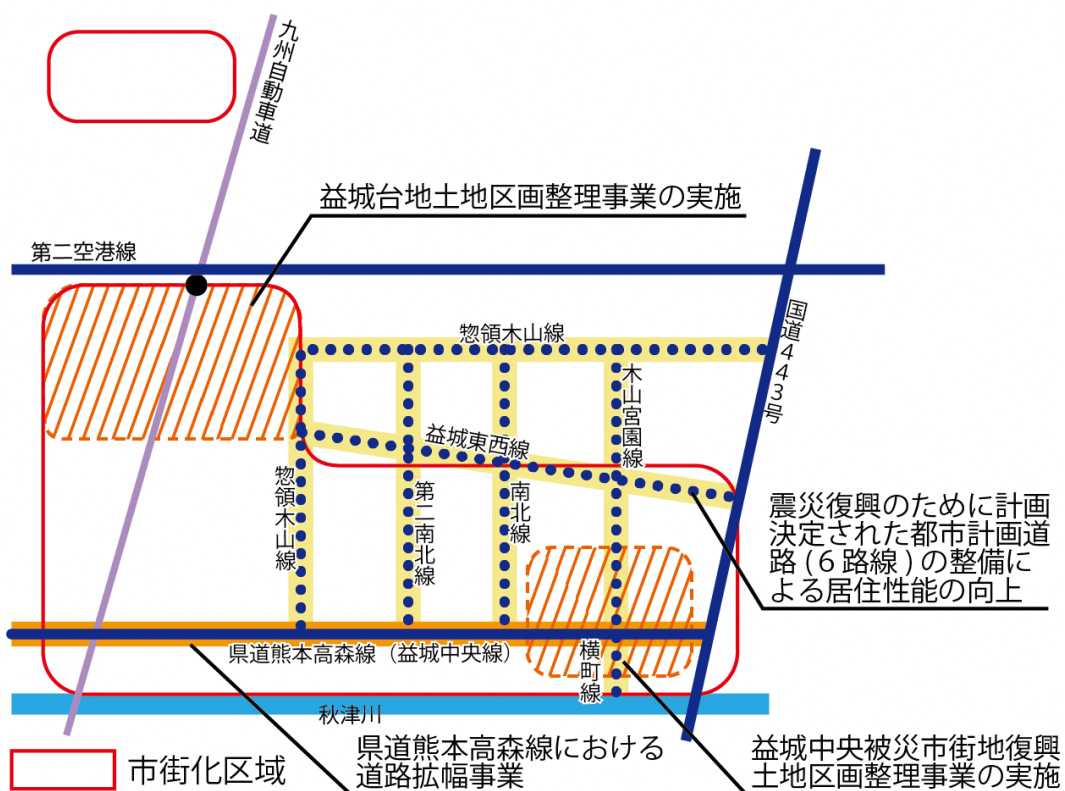 九州自動車道
益城台地土地区画整理事業の実施
第二空港線
惣領木山線
国道443号
木山宮園線
益城東西線
惣領木山線
第二南北線
南北線
震災復興のために計画
決定された都市計画道
路(6路線)の整備に
よる居住性能の向上
県道熊本高森線(益城中央線)
横町線
秋津川
市街化区域
県道熊本高森線における
道路拡幅事業
益城中央被災市街地復興
土地区画整理事業の実施